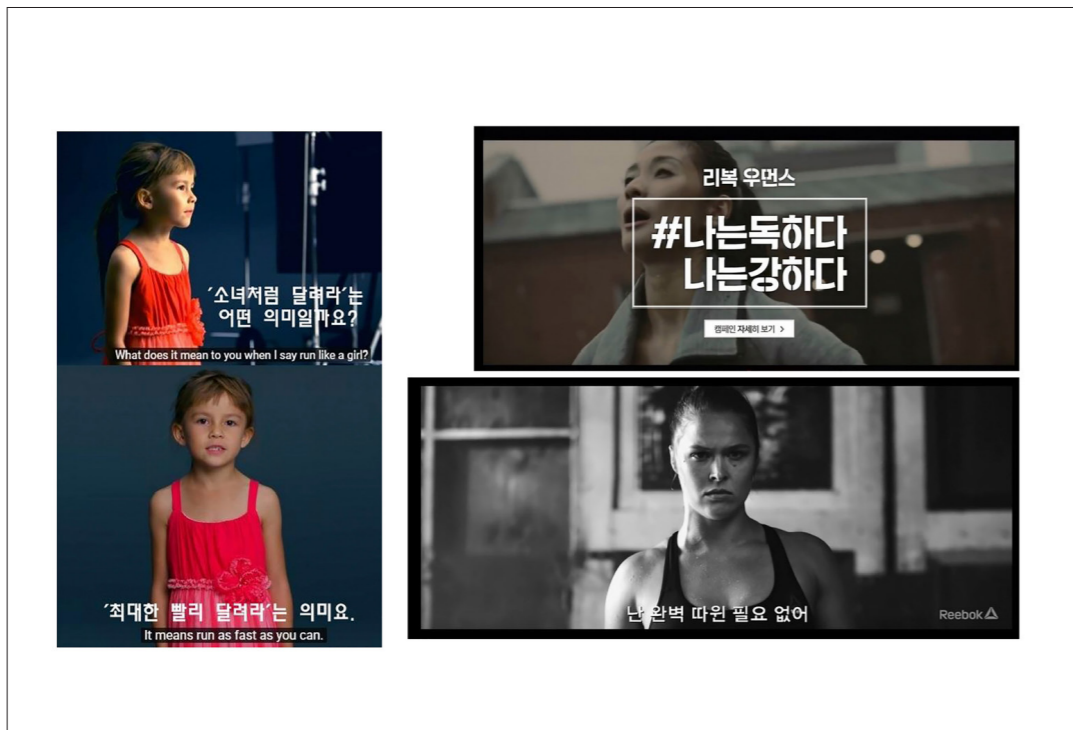 '소녀처럼 달려라'는
어떤 의미일까요?
What does it mean to you when I say run like a girl?
'최대한 빨리 달려라'는 의미요.
It means run as fast as you can.
리복 우먼스
#나는독하다
나는강하다
캠페인 자세히 보기 >
난 완벽 따윈 필요 없어
Reebok